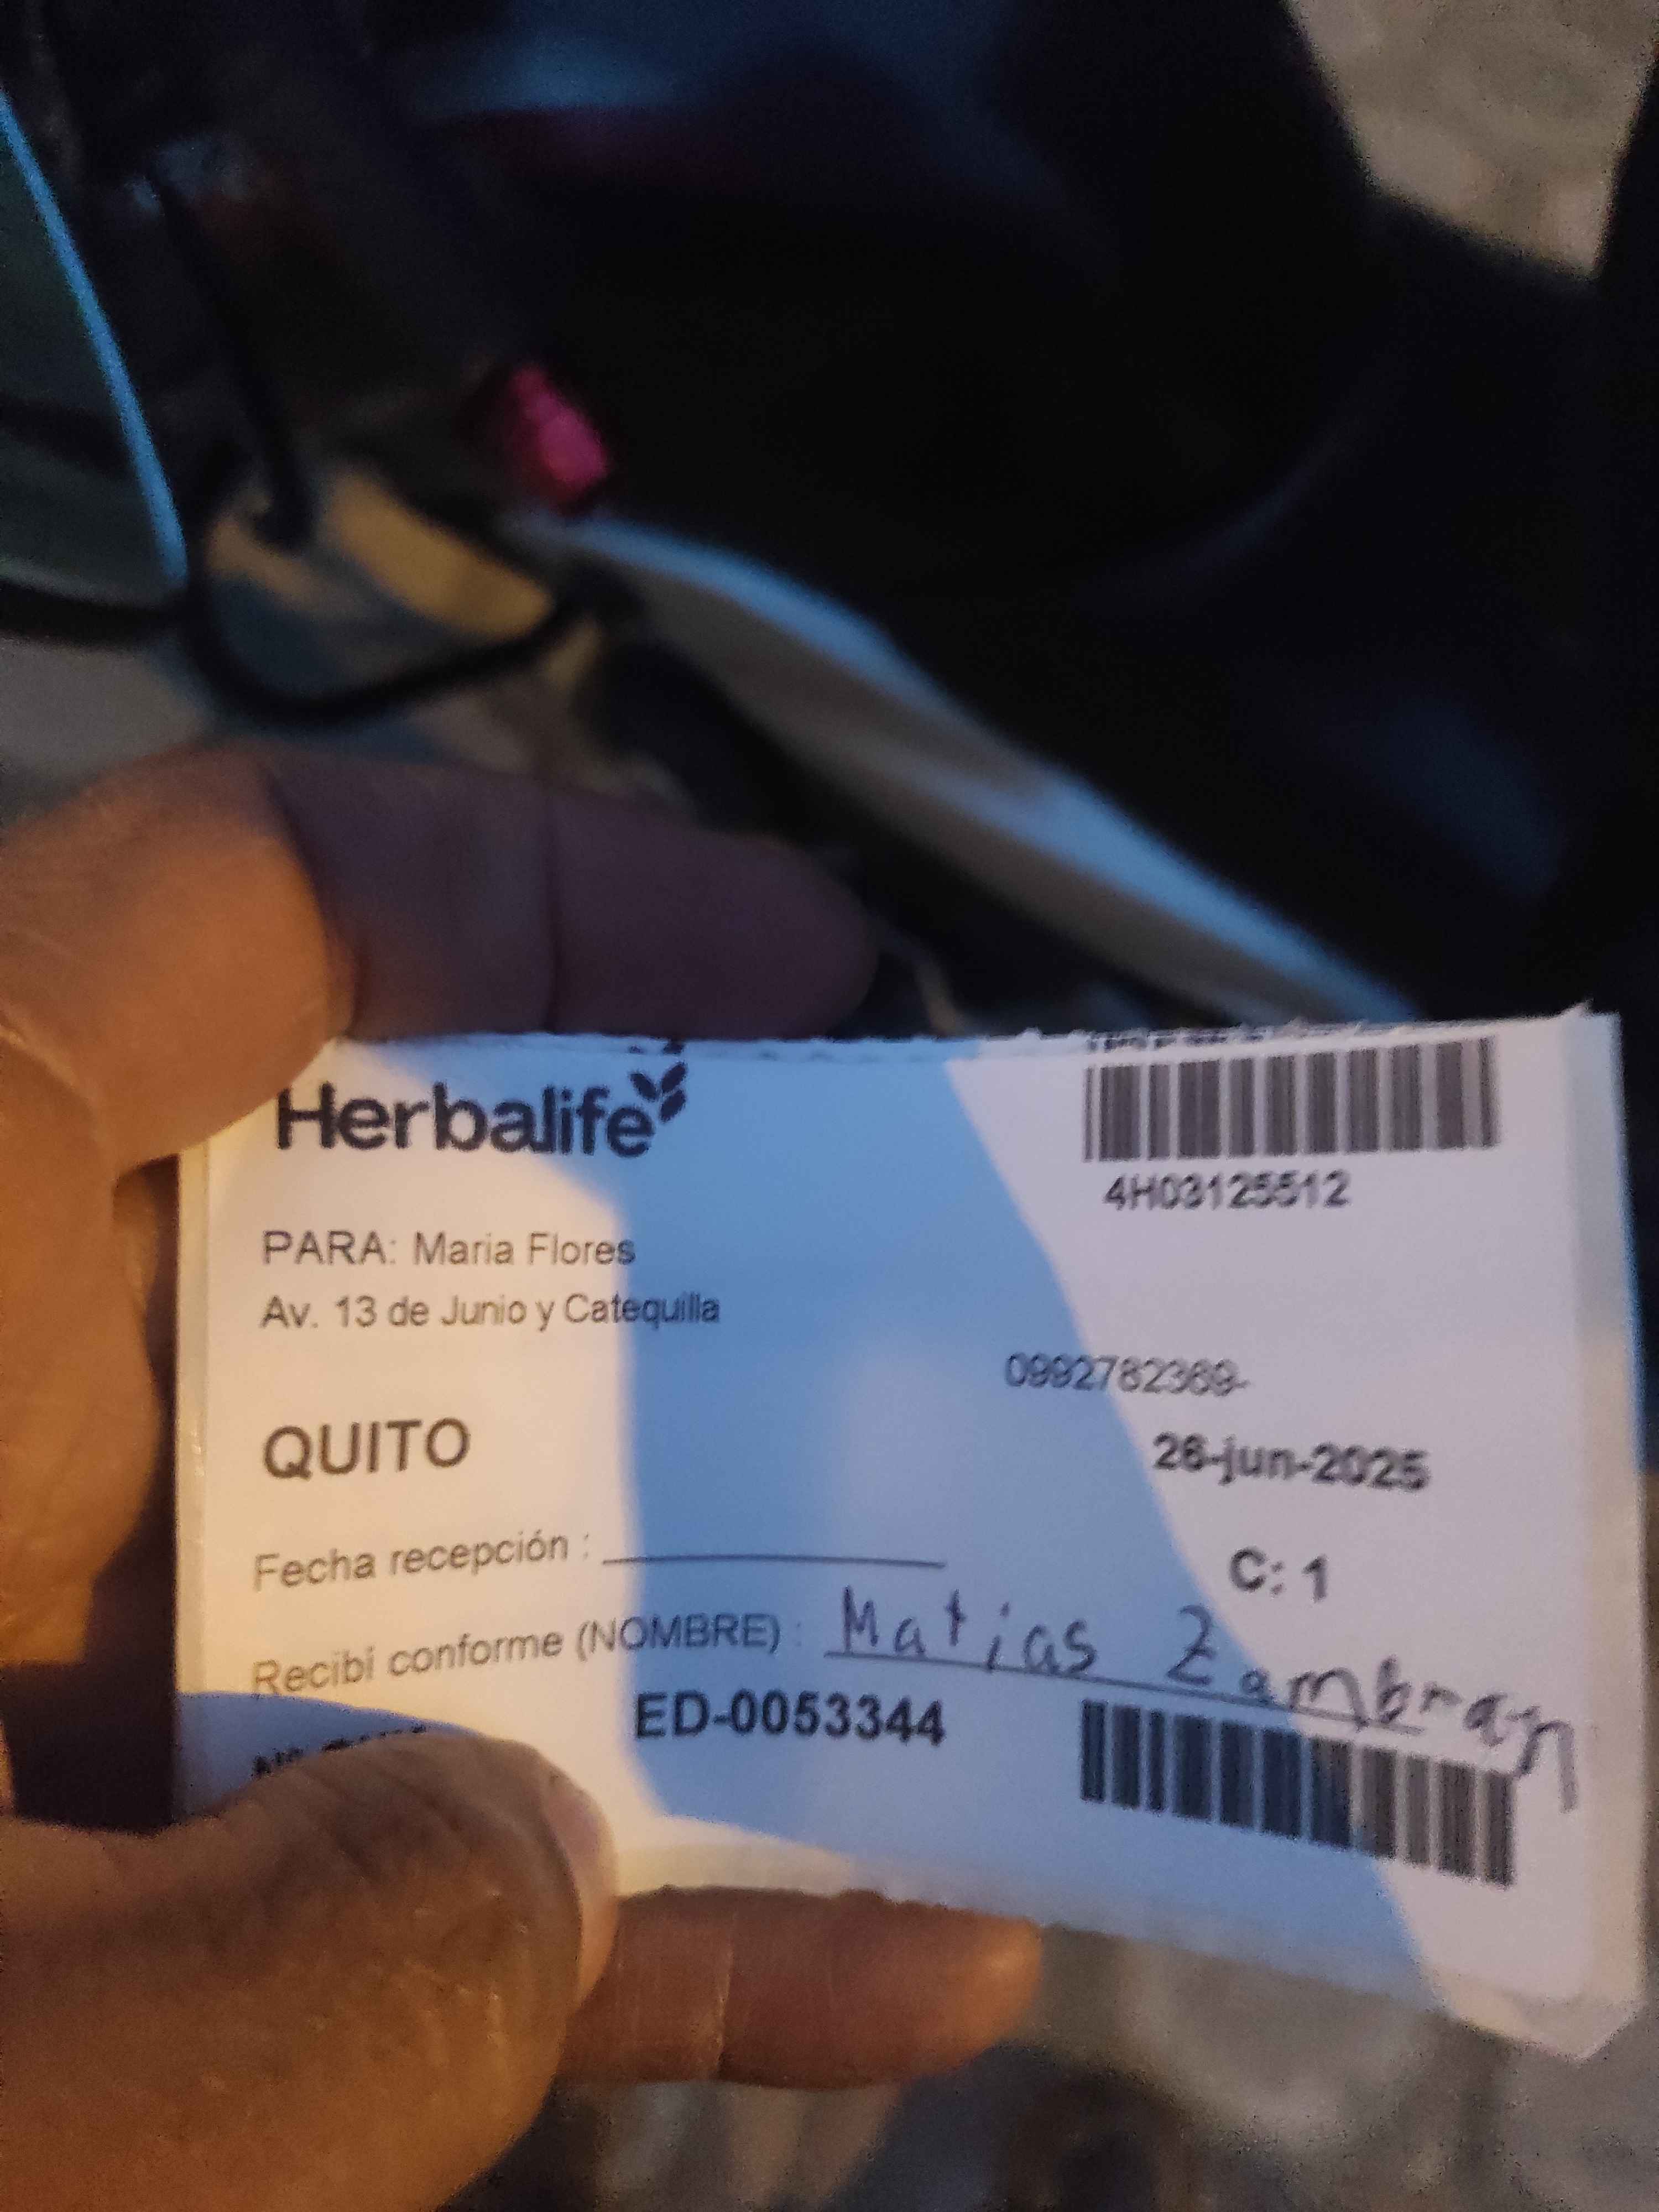 Herbalife
4H03125512
PARA: Maria Flores
Av. 13 de Junio y Catequilla
0992782369-
QUITO
26-jun-2025
Fecha recepción :
C: 1
Recibí conforme (NOMBRE) : Matias Zambran
ED-0053344